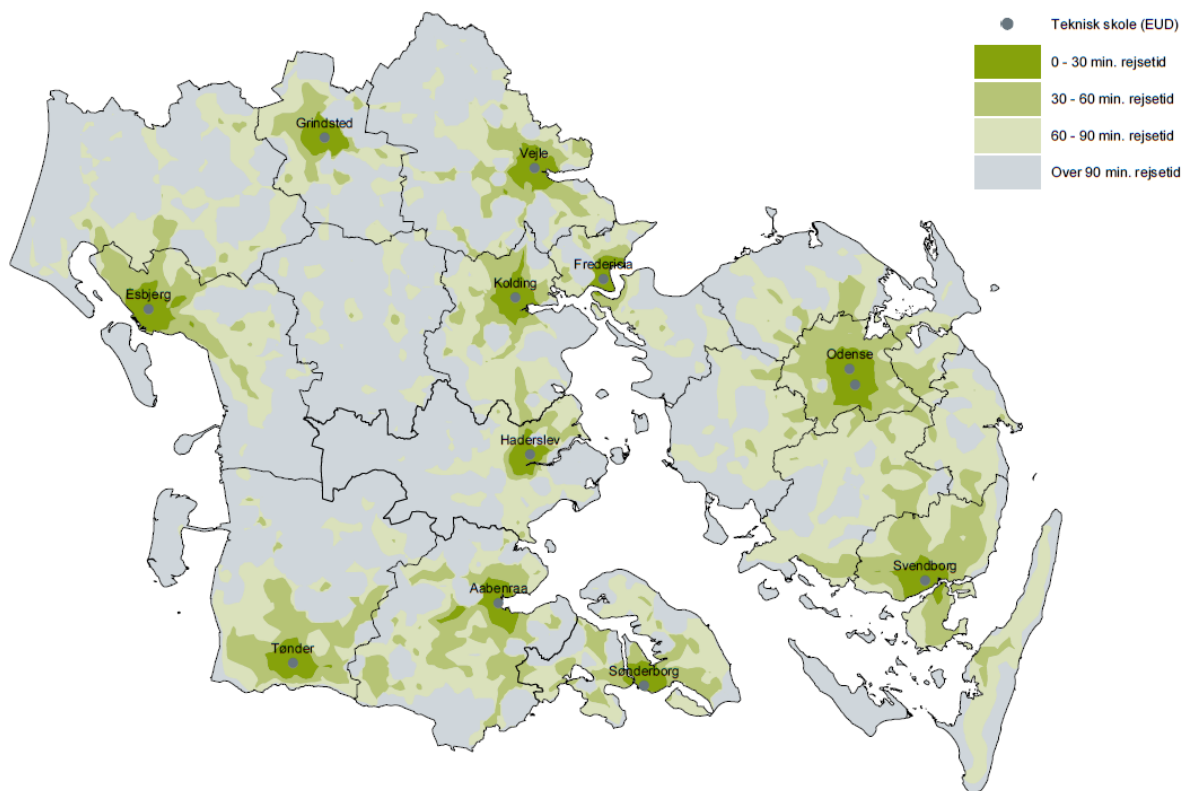 Teknisk skole (EUD)
0 - 30 min. rejsetid
30 - 60 min. rejsetid
60 - 90 min. rejsetid
Over 90 min. rejsetid
Grindsted
Vejle
Fredericia
Kolding
Esbjerg
Odense
Haderslev
Svendborg
Aabenraa
Tønder
Sønderborg